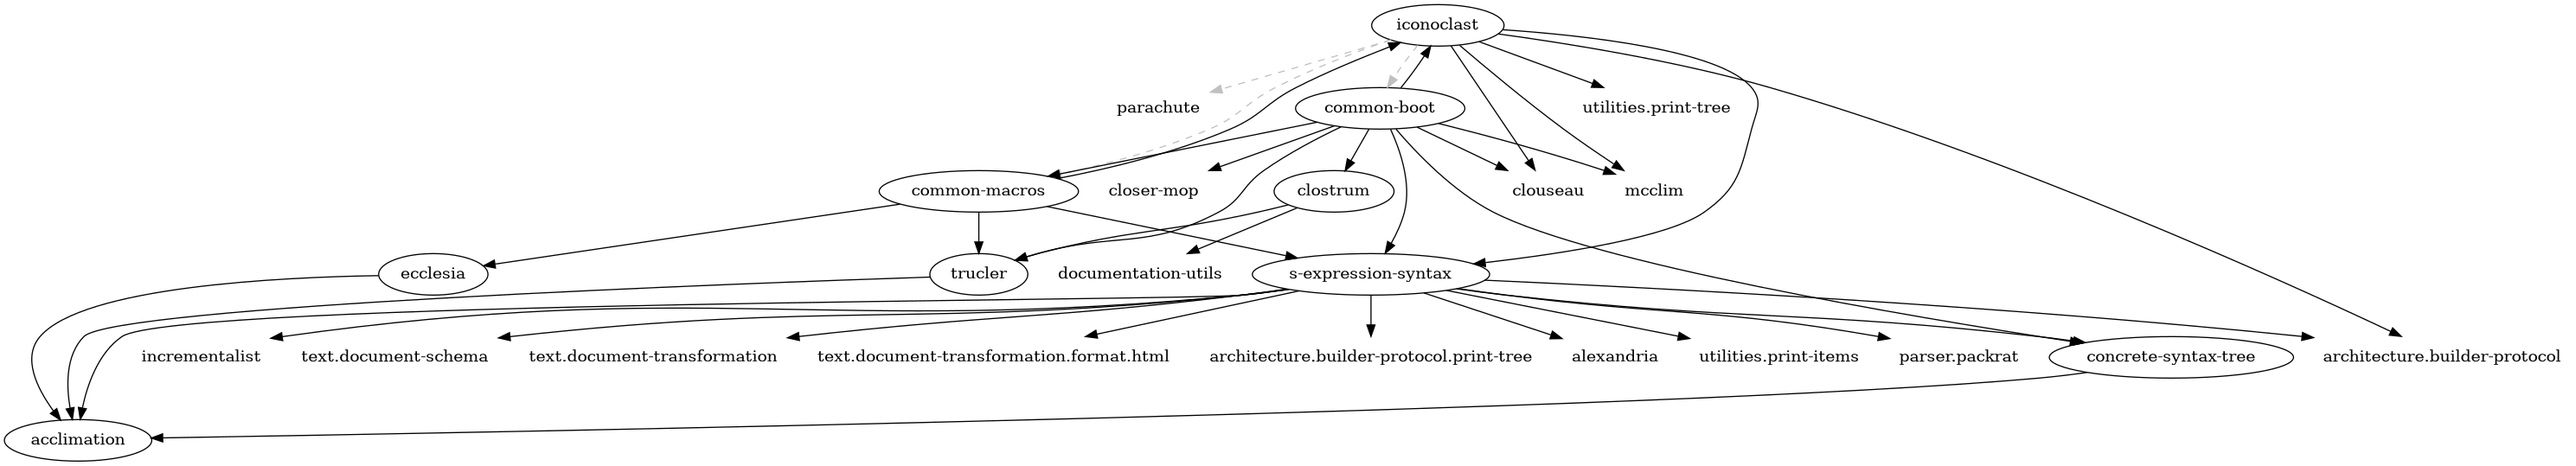 iconoclast
parachute
common-boot
utilities.print-tree
common-macros
closer-mop
clostrum
clouseau
mcclim
ecclesia
trucler
documentation-utils
s-expression-syntax
incrementalist
text.document-schema
text.document-transformation
text.document-transformation.format.html
architecture.builder-protocol.print-tree
alexandria
utilities.print-items
parser.packrat
concrete-syntax-tree
architecture.builder-protocol
acclimation